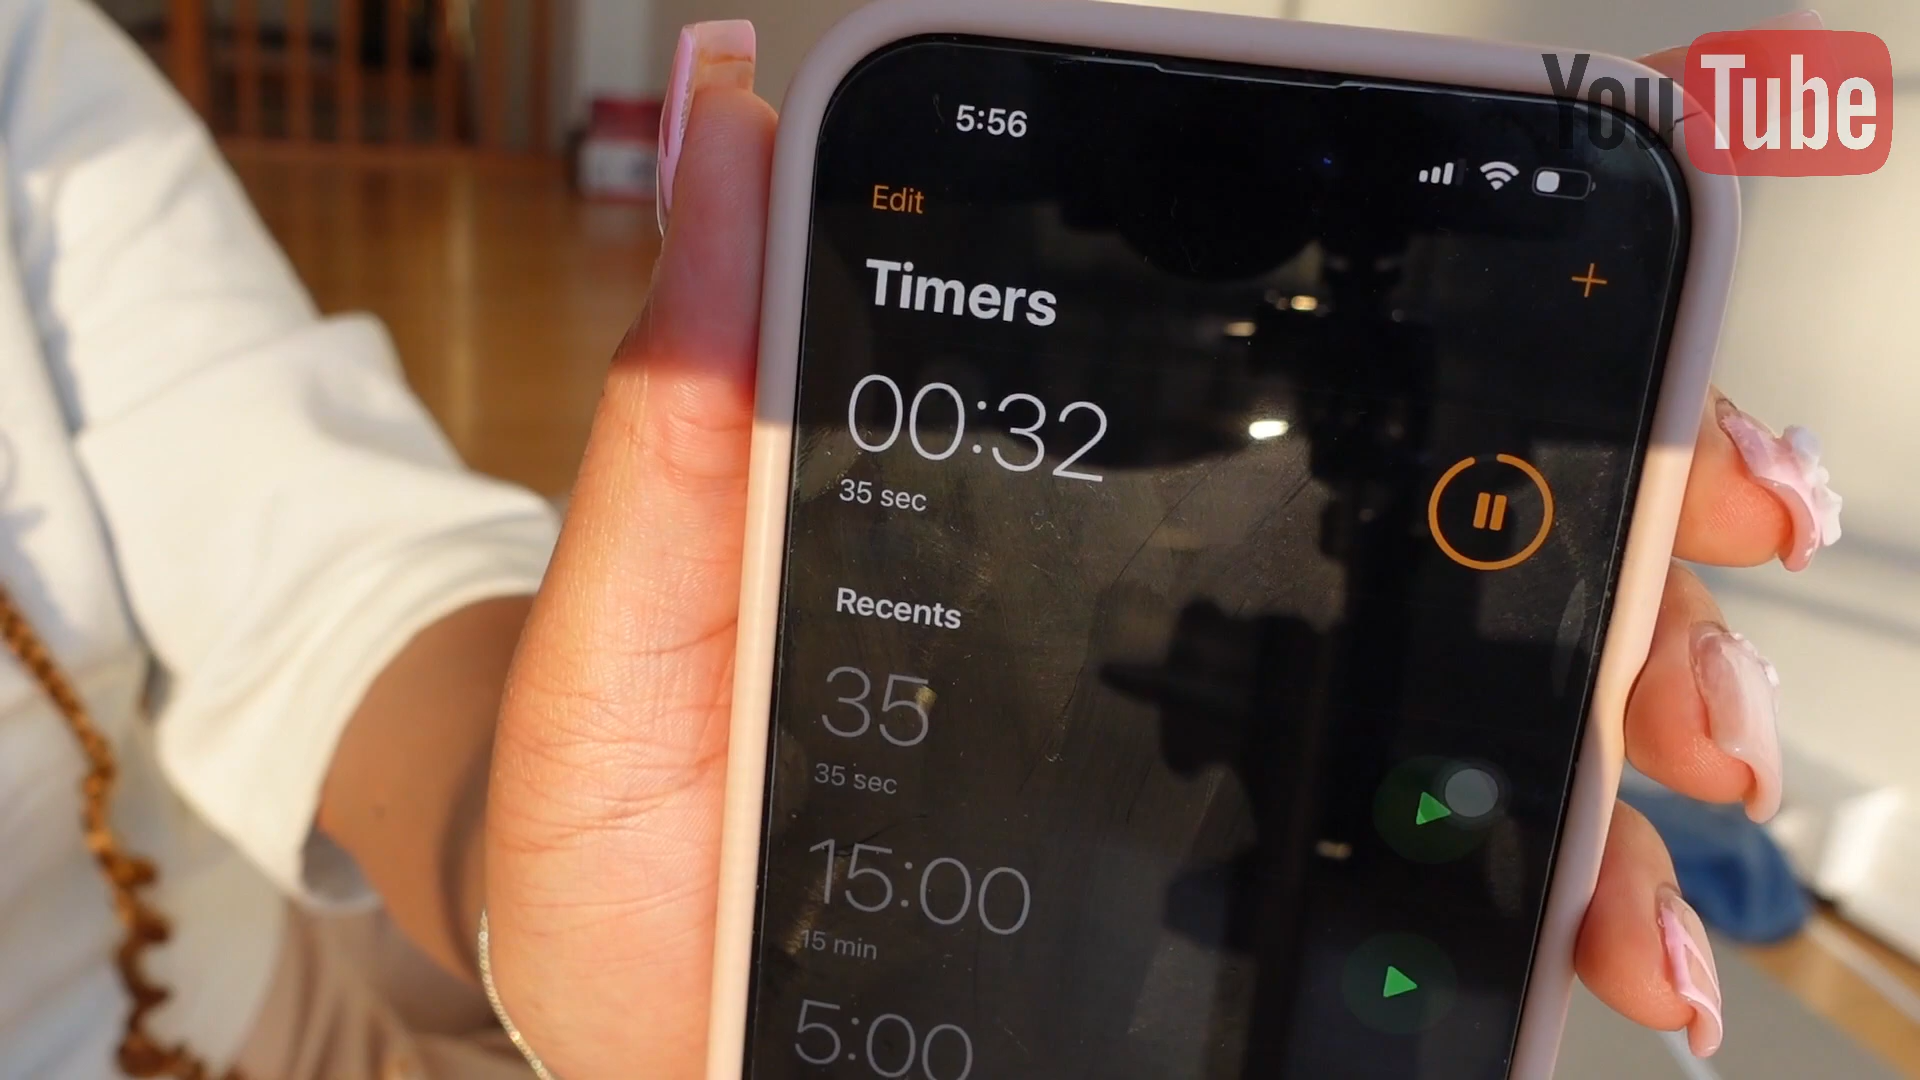 YouTube
5:56
Edit
Timers
00:32
35 sec
Recents
35
35 sec
15:00
15 min
5:00